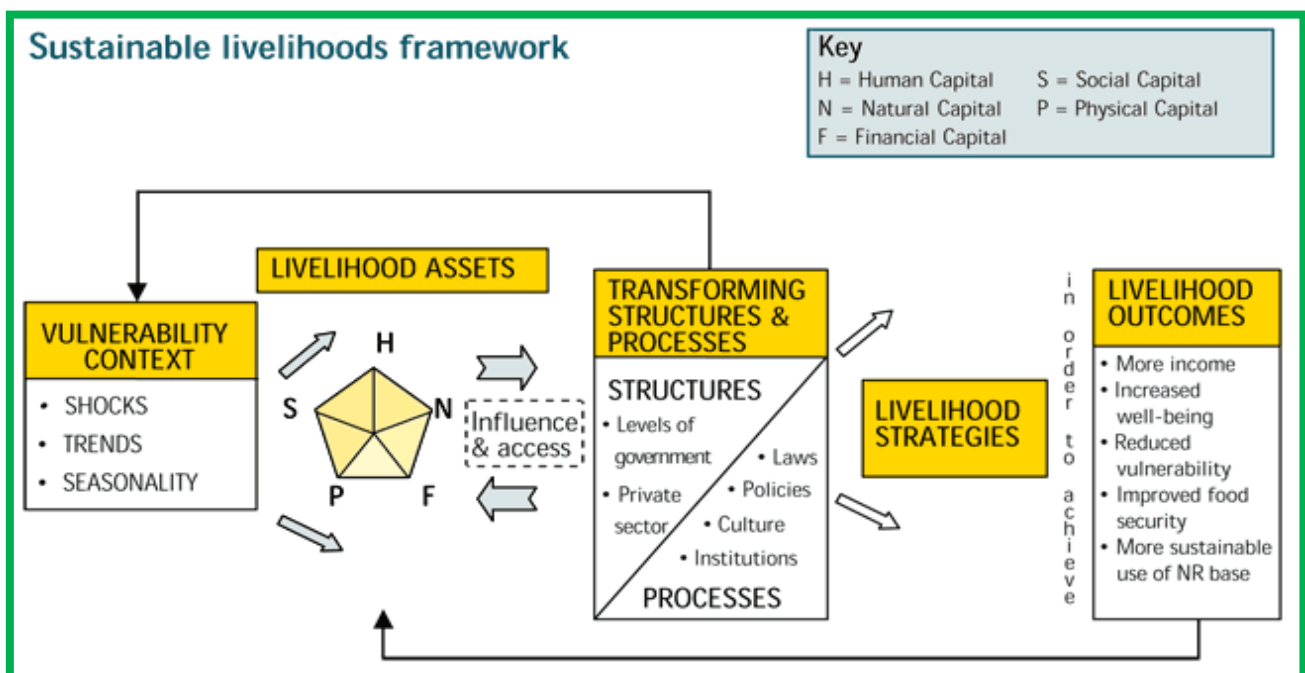 Sustainable livelihoods framework
Key
H = Human Capital
S = Social Capital
N = Natural Capital
P = Physical Capital
F = Financial Capital
VULNERABILITY
CONTEXT
• SHOCKS
• TRENDS
• SEASONALITY
LIVELIHOOD ASSETS
H
S
N
P
F
Influence
& access
TRANSFORMING
STRUCTURES &
PROCESSES
STRUCTURES
• Levels of
government
• Private
sector
• Laws
• Policies
• Culture
• Institutions
PROCESSES
LIVELIHOOD
STRATEGIES
in order to achieve
LIVELIHOOD
OUTCOMES
• More income
• Increased
well-being
• Reduced
vulnerability
• Improved food
security
• More sustainable
use of NR base